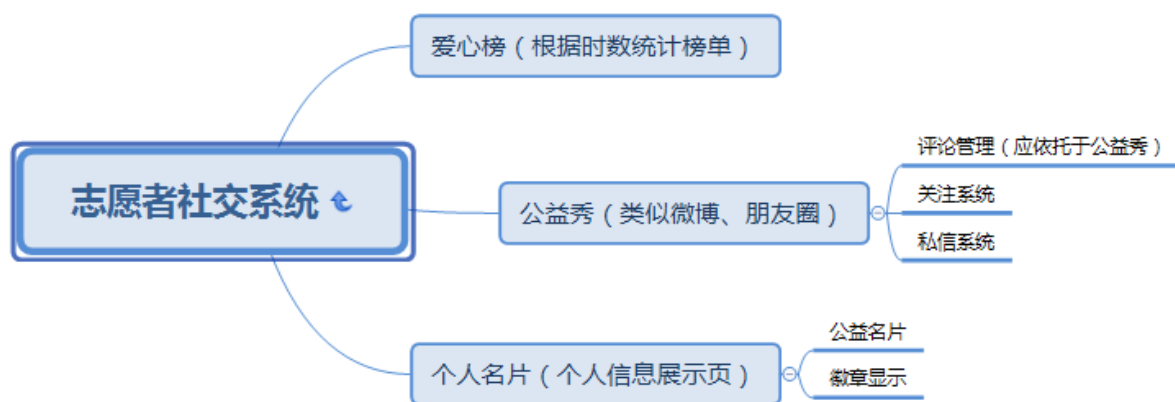 爱心榜（根据时数统计榜单）
志愿者社交系统
公益秀（类似微博、朋友圈）
评论管理（应依托于公益秀）
关注系统
私信系统
个人名片（个人信息展示页）
公益名片
徽章显示